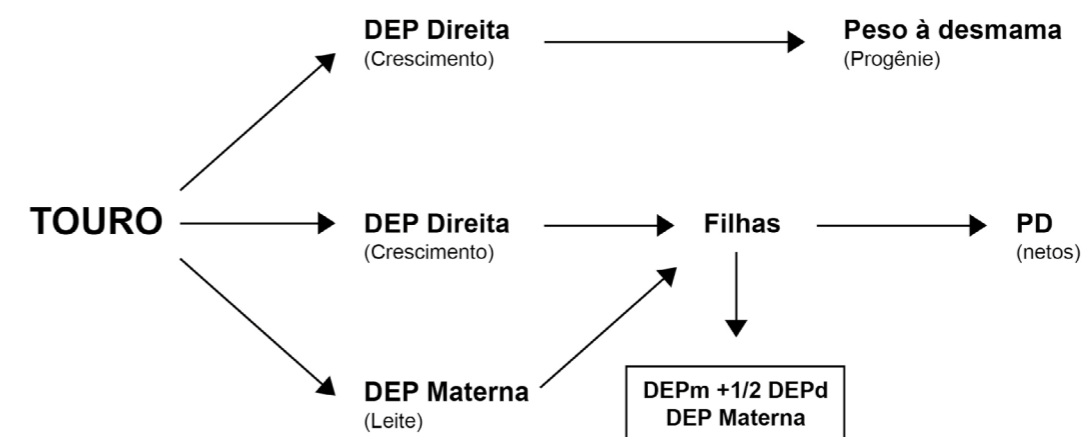 DEP Direita
(Crescimento)
Peso à desmama
(Progênie)
TOURO
DEP Direita
(Crescimento)
Filhas
PD
(netos)
DEP Materna
(Leite)
DEPm +1/2 DEPd
DEP Materna